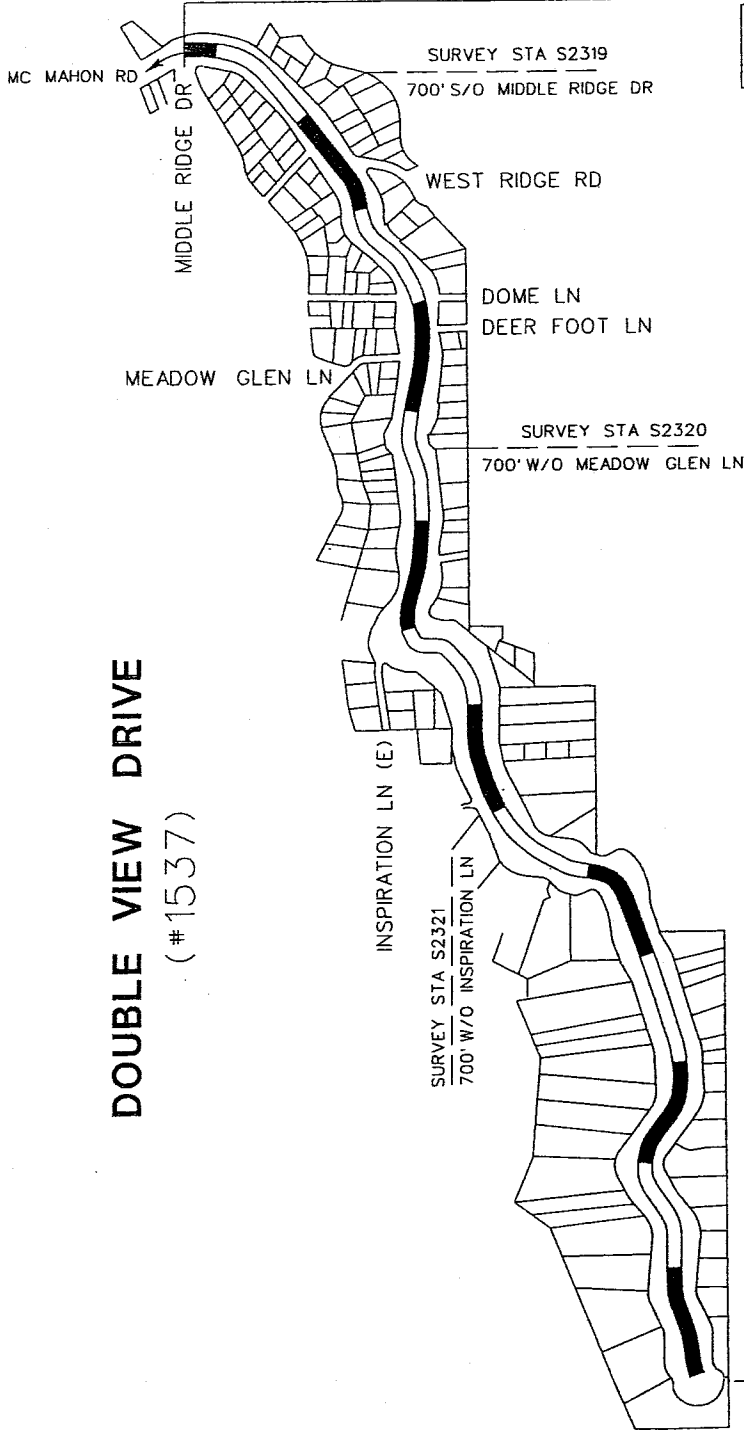 SURVEY STA S2319
700' S/O MIDDLE RIDGE DR
MC MAHON RD
MIDDLE RIDGE DR
WEST RIDGE RD
DOME LN
DEER FOOT LN
MEADOW GLEN LN
SURVEY STA S2320
700' W/O MEADOW GLEN LN
DOUBLE VIEW DRIVE
(#1537)
INSPIRATION LN (E)
SURVEY STA S2321
700' W/O INSPIRATION LN